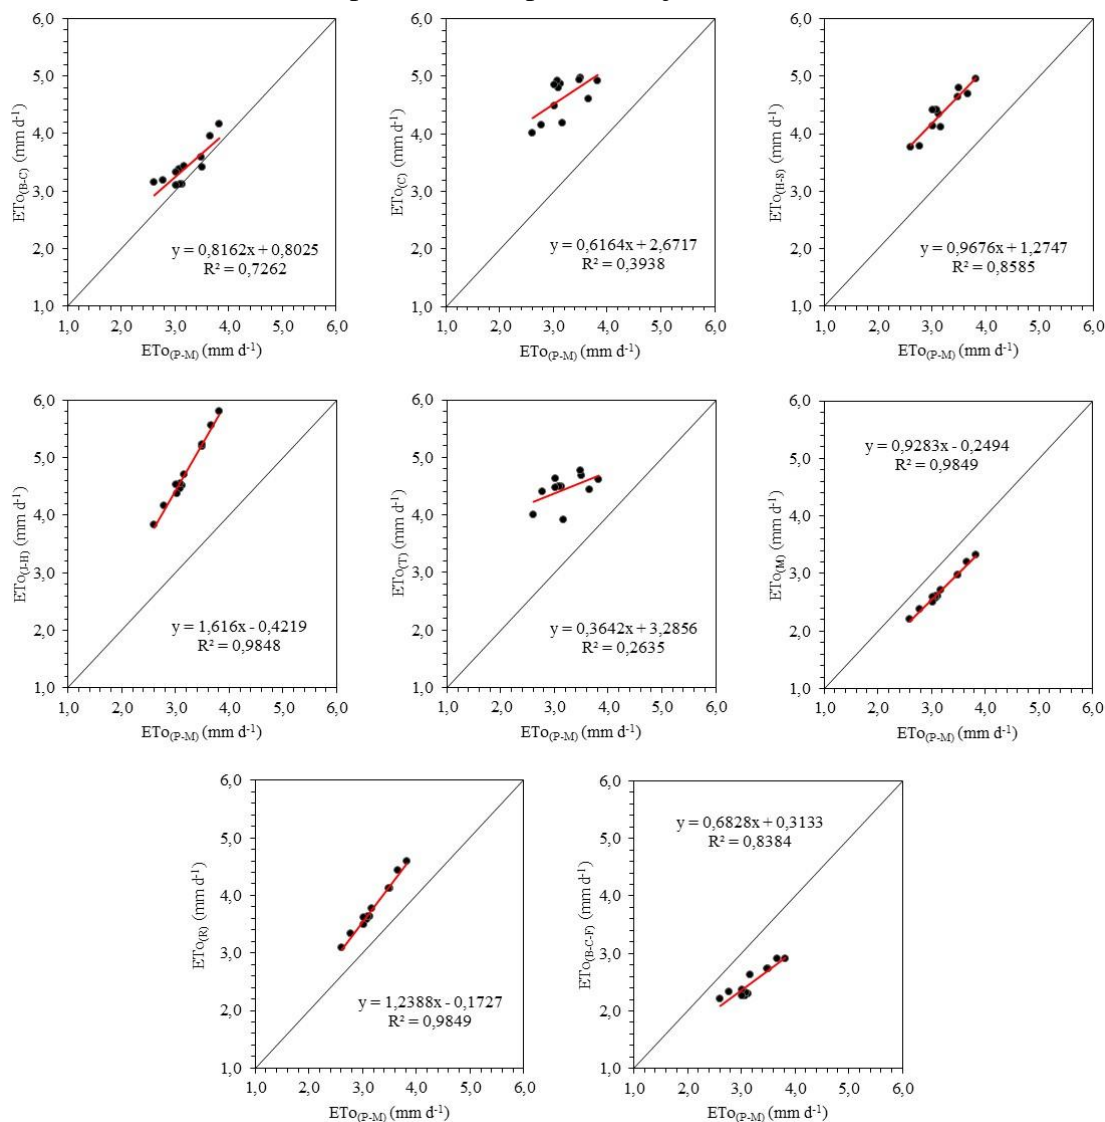 6,0
5,0
4,0
3,0
2,0
1,0
ETo(B-C) (mm d-1)
y = 0,8162x + 0,8025
R² = 0,7262
1,0 2,0 3,0 4,0 5,0 6,0
ETo(P-M) (mm d-1)
6,0
5,0
4,0
3,0
2,0
1,0
ETo(C) (mm d-1)
y = 0,6164x + 2,6717
R² = 0,3938
1,0 2,0 3,0 4,0 5,0 6,0
ETo(P-M) (mm d-1)
6,0
5,0
4,0
3,0
2,0
1,0
ETo(H-S) (mm d-1)
y = 0,9676x + 1,2747
R² = 0,8585
1,0 2,0 3,0 4,0 5,0 6,0
ETo(P-M) (mm d-1)
6,0
5,0
4,0
3,0
2,0
1,0
ETo(J-H) (mm d-1)
y = 1,616x - 0,4219
R² = 0,9848
1,0 2,0 3,0 4,0 5,0 6,0
ETo(P-M) (mm d-1)
6,0
5,0
4,0
3,0
2,0
1,0
ETo(T) (mm d-1)
y = 0,3642x + 3,2856
R² = 0,2635
1,0 2,0 3,0 4,0 5,0 6,0
ETo(P-M) (mm d-1)
6,0
5,0
4,0
3,0
2,0
1,0
ETo(M) (mm d-1)
y = 0,9283x - 0,2494
R² = 0,9849
1,0 2,0 3,0 4,0 5,0 6,0
ETo(P-M) (mm d-1)
6,0
5,0
4,0
3,0
2,0
1,0
ETo(R) (mm d-1)
y = 1,2388x - 0,1727
R² = 0,9849
1,0 2,0 3,0 4,0 5,0 6,0
ETo(P-M) (mm d-1)
6,0
5,0
4,0
3,0
2,0
1,0
ETo(B-C-F) (mm d-1)
y = 0,6828x + 0,3133
R² = 0,8384
1,0 2,0 3,0 4,0 5,0 6,0
ETo(P-M) (mm d-1)